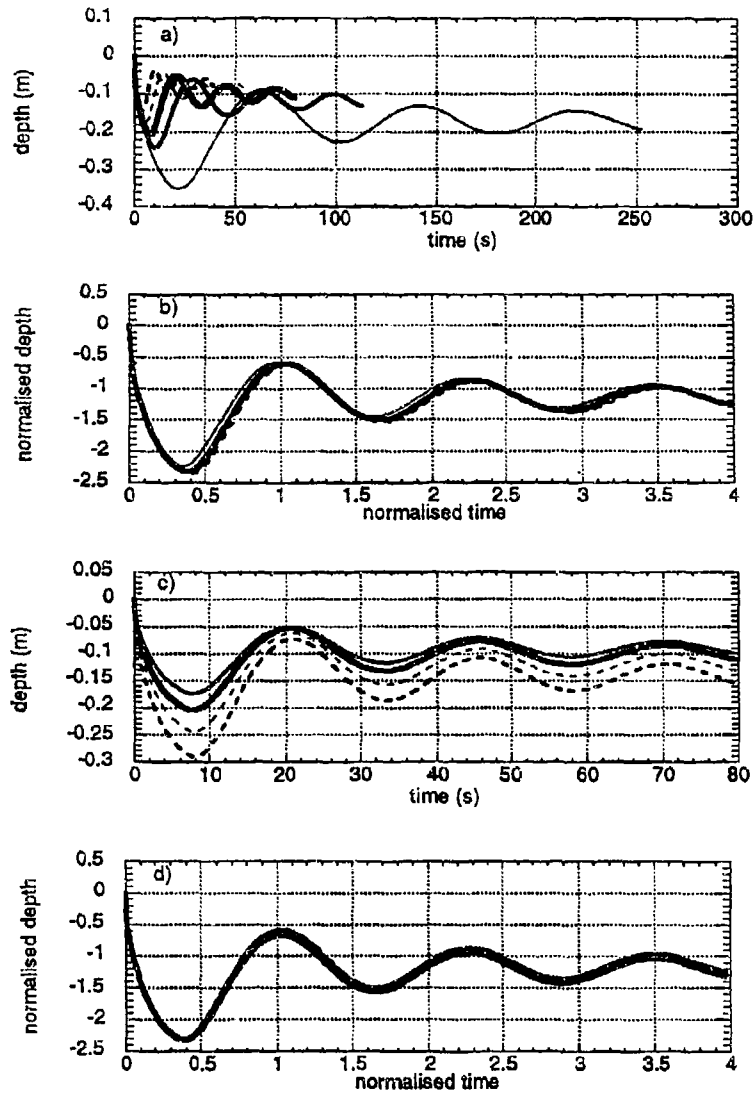 a)
0.1
0
-0.1
-0.2
-0.3
-0.4
depth (m)
0 50 100 150 200 250 300
time (s)
b)
0.5
0
-0.5
-1
-1.5
-2
-2.5
normalised depth
0 0.5 1 1.5 2 2.5 3 3.5 4
normalised time
c)
0.05
0
-0.05
-0.1
-0.15
-0.2
-0.25
-0.3
depth (m)
0 10 20 30 40 50 60 70 80
time (s)
d)
0.5
0
-0.5
-1
-1.5
-2
-2.5
normalised depth
0 0.5 1 1.5 2 2.5 3 3.5 4
normalised time